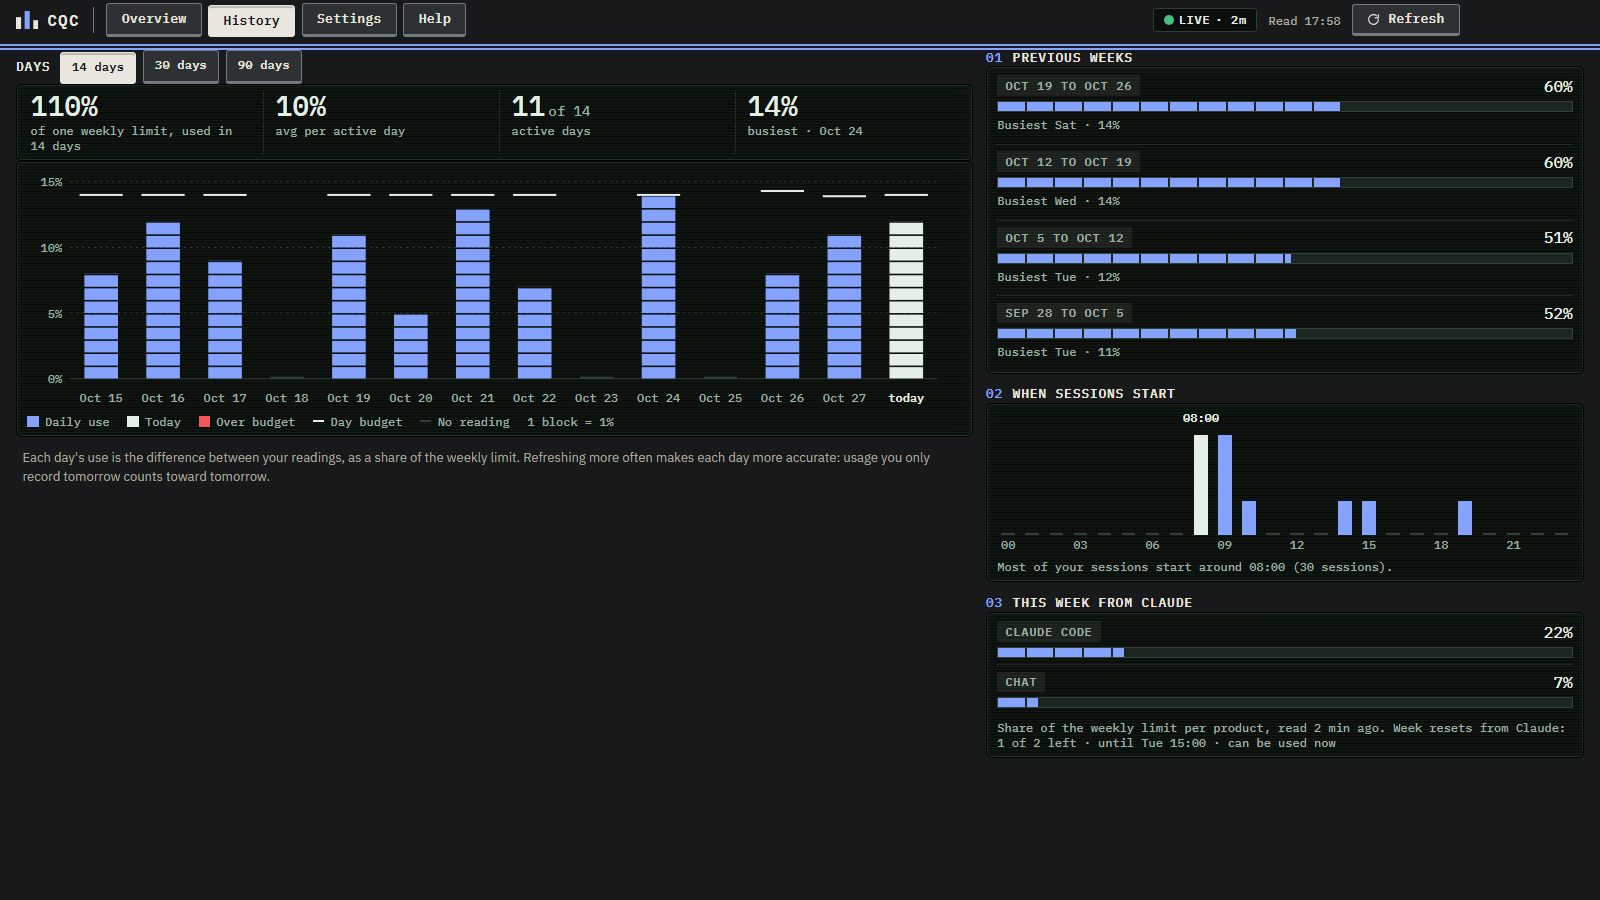 CQC
Overview
History
Settings
Help
LIVE · 2m
Read 17:58
Refresh
DAYS
14 days
30 days
90 days
110%
of one weekly limit, used in
14 days
10%
avg per active day
11 of 14
active days
14%
busiest · Oct 24
15%
10%
5%
0%
Oct 15 Oct 16 Oct 17 Oct 18 Oct 19 Oct 20 Oct 21 Oct 22 Oct 23 Oct 24 Oct 25 Oct 26 Oct 27 today
Daily use Today Over budget Day budget No reading 1 block = 1%
Each day's use is the difference between your readings, as a share of the weekly limit. Refreshing more often makes each day more accurate: usage you only
record tomorrow counts toward tomorrow.
01 PREVIOUS WEEKS
OCT 19 TO OCT 26 60%
Busiest Sat · 14%
OCT 12 TO OCT 19 60%
Busiest Wed · 14%
OCT 5 TO OCT 12 51%
Busiest Tue · 12%
SEP 28 TO OCT 5 52%
Busiest Tue · 11%
02 WHEN SESSIONS START
08:00
00 03 06 09 12 15 18 21
Most of your sessions start around 08:00 (30 sessions).
03 THIS WEEK FROM CLAUDE
CLAUDE CODE 22%
CHAT 7%
Share of the weekly limit per product, read 2 min ago. Week resets from Claude:
1 of 2 left · until Tue 15:00 · can be used now